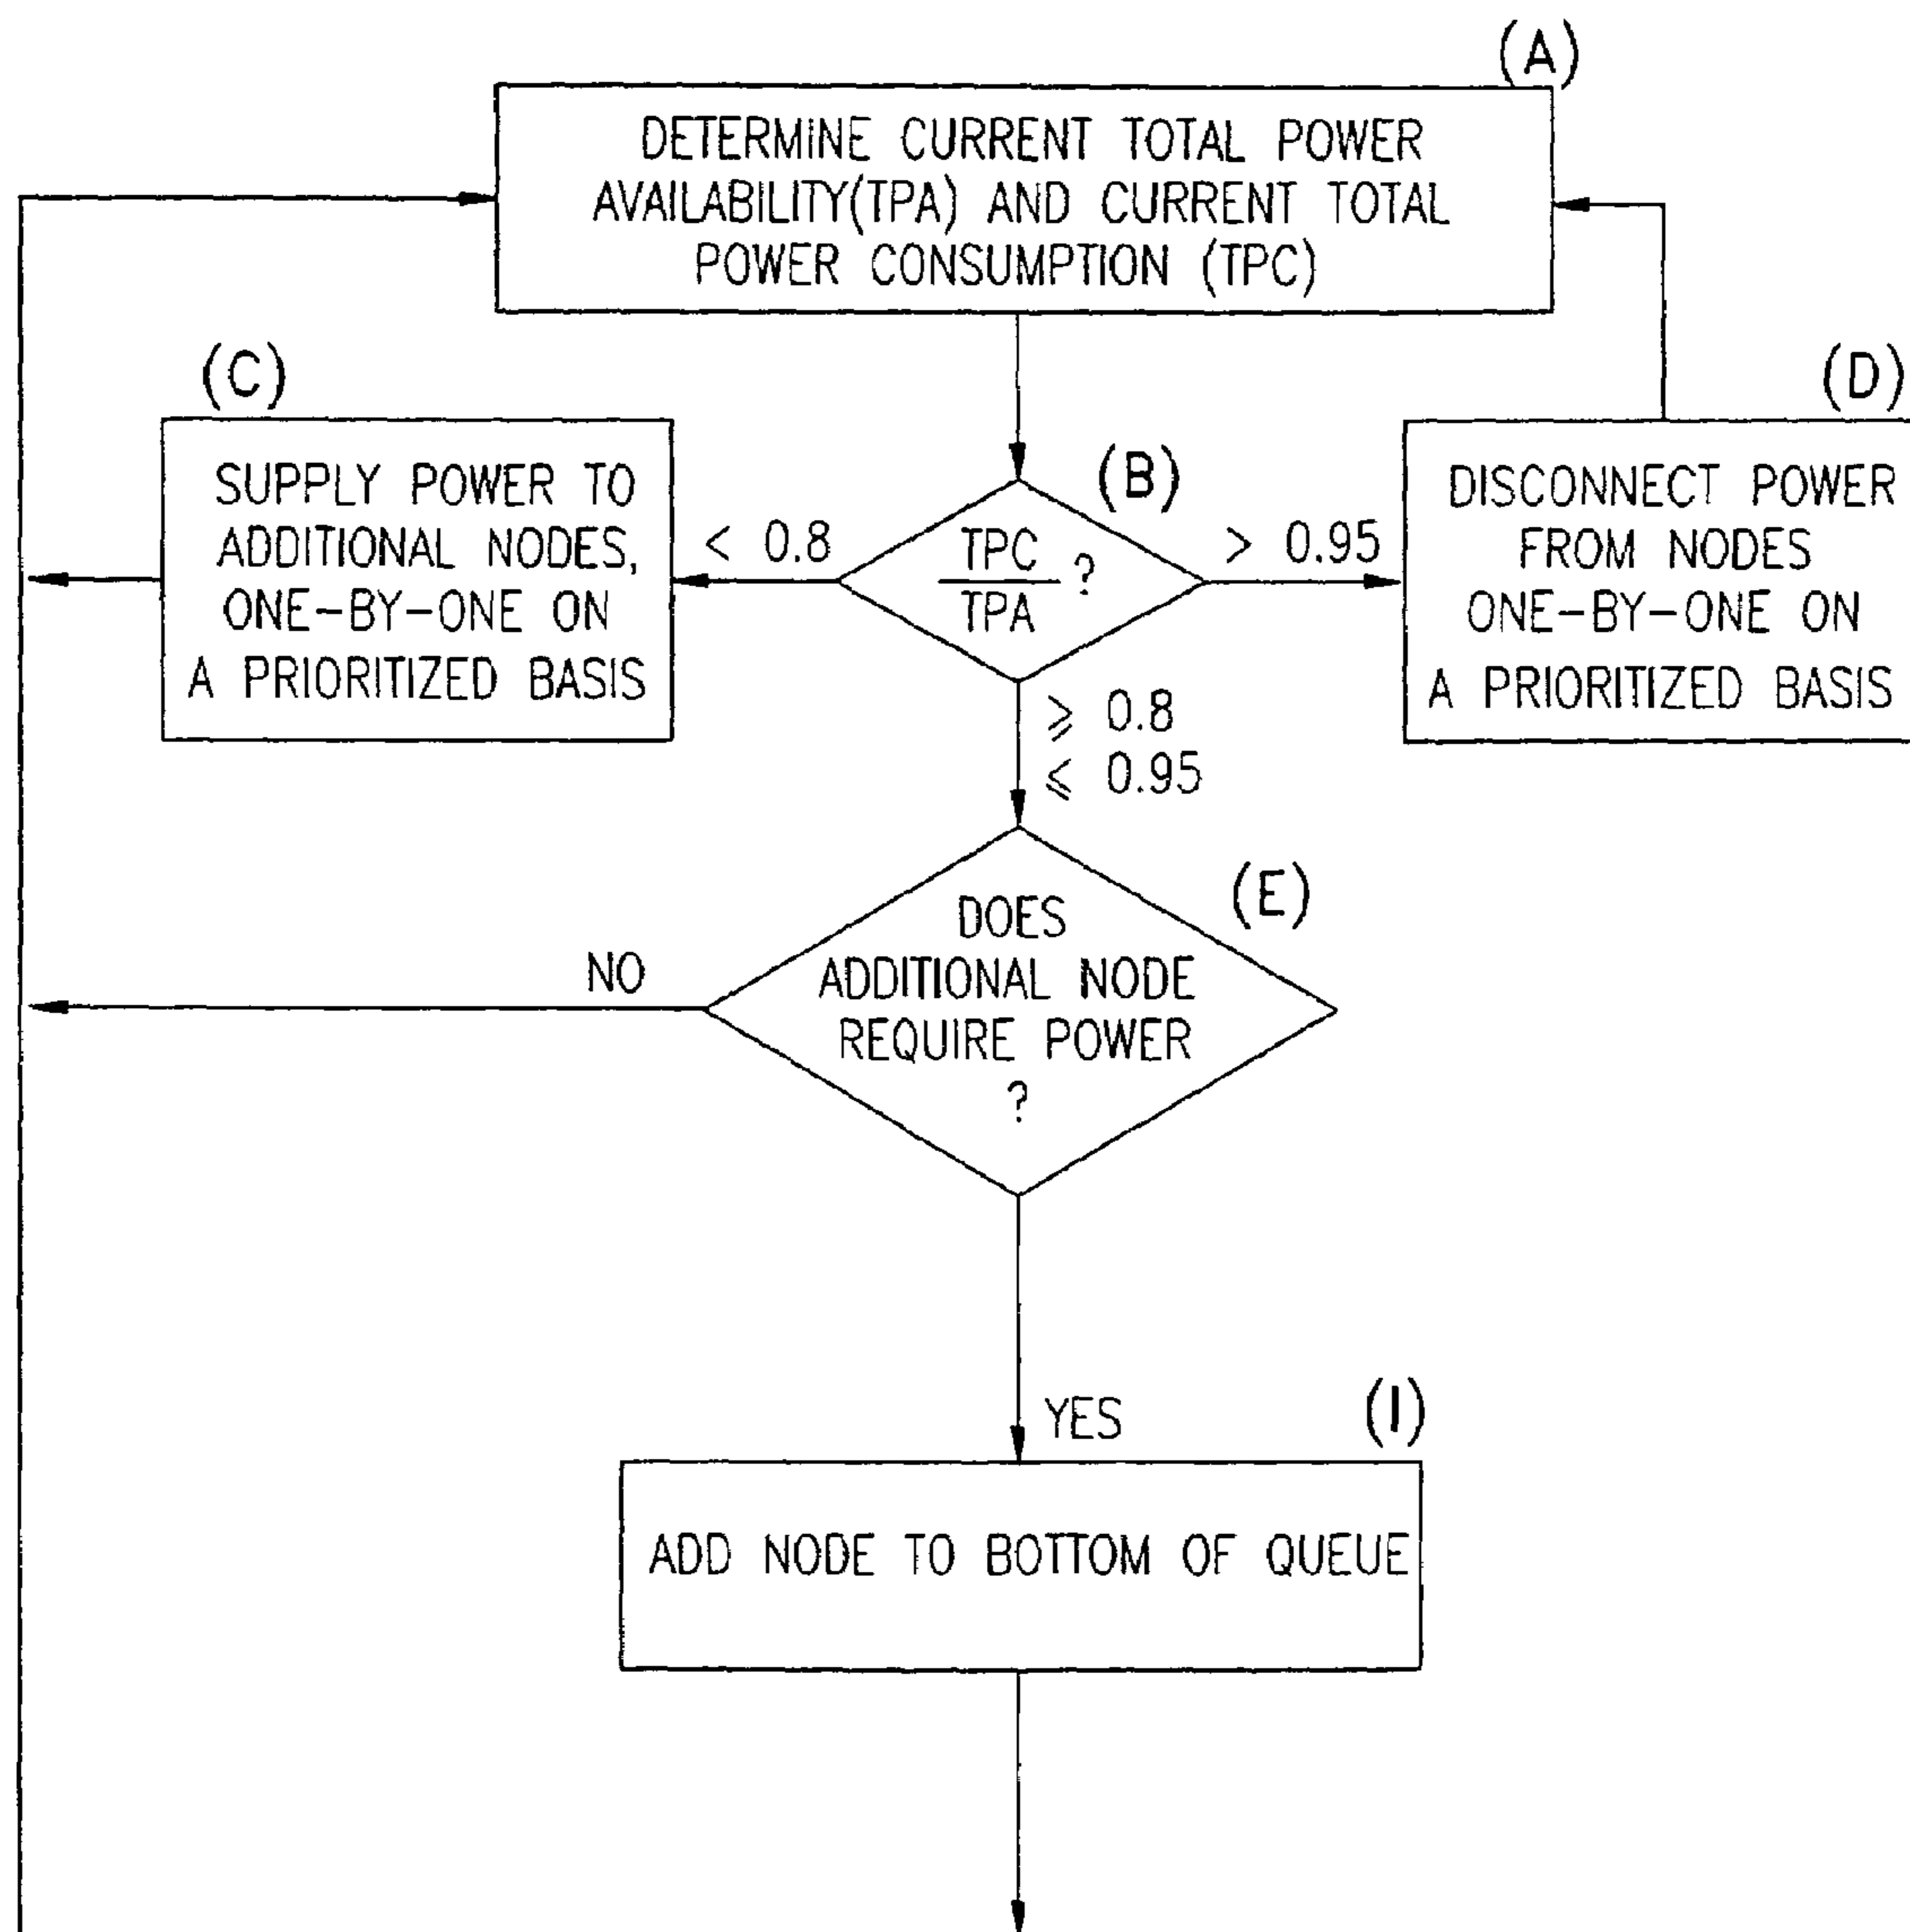 (A)
DETERMINE CURRENT TOTAL POWER
AVAILABILITY(TPA) AND CURRENT TOTAL
POWER CONSUMPTION (TPC)
(C)
SUPPLY POWER TO
ADDITIONAL NODES,
ONE-BY-ONE ON
A PRIORITIZED BASIS
< 0.8
(B)
TPC
TPA
?
> 0.95
(D)
DISCONNECT POWER
FROM NODES
ONE-BY-ONE ON
A PRIORITIZED BASIS
⩾ 0.8
⩽ 0.95
(E)
DOES
ADDITIONAL NODE
REQUIRE POWER
?
NO
YES
(I)
ADD NODE TO BOTTOM OF QUEUE